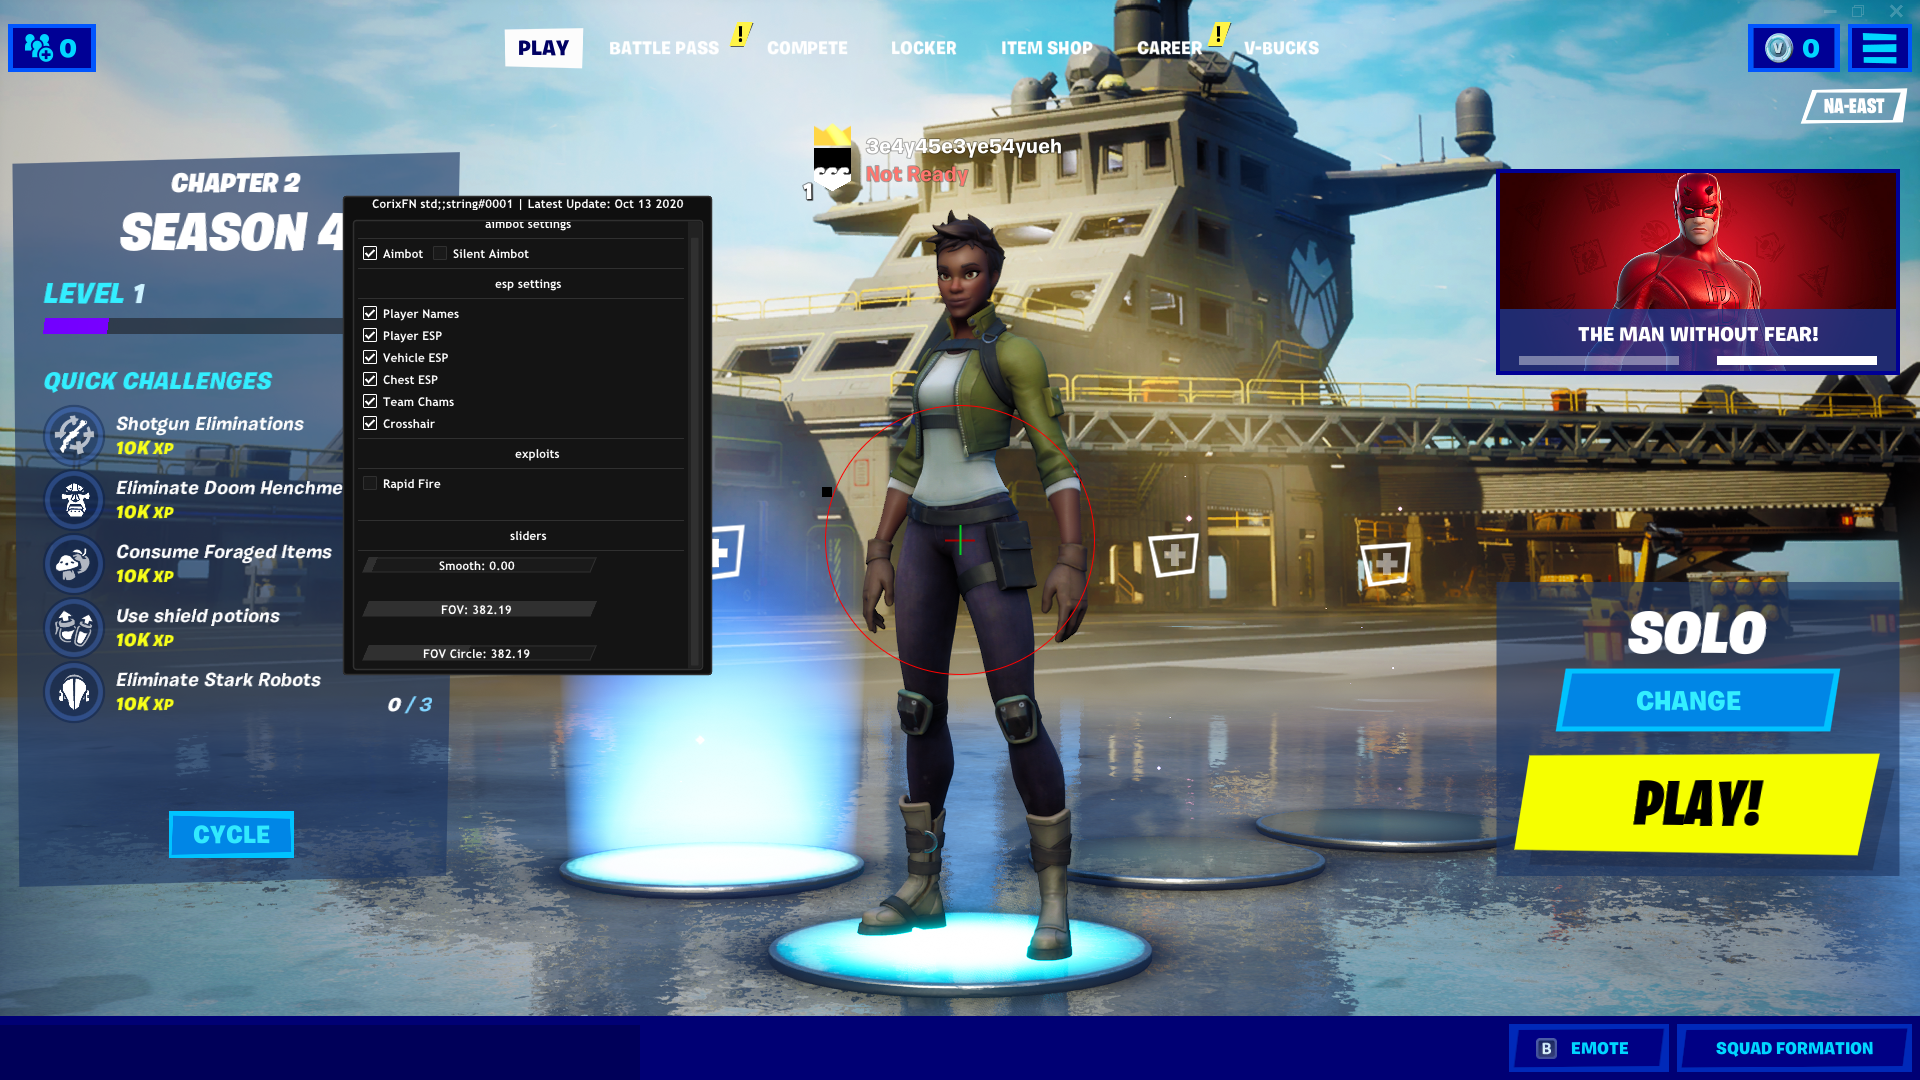 0
PLAY
BATTLE PASS
!
COMPETE
LOCKER
ITEM SHOP
CAREER
!
V-BUCKS
V 0
NA-EAST
3e4y45e3ye54yueh
Not Ready
1
CHAPTER 2
SEASON 4
LEVEL 1
QUICK CHALLENGES
Shotgun Eliminations
10K XP
Eliminate Doom Henchme
10K XP
Consume Foraged Items
10K XP
Use shield potions
10K XP
Eliminate Stark Robots
10K XP
0 / 3
CYCLE
CorixFN std;;string#0001 | Latest Update: Oct 13 2020
aimbot settings
Aimbot Silent Aimbot
esp settings
Player Names
Player ESP
Vehicle ESP
Chest ESP
Team Chams
Crosshair
exploits
Rapid Fire
sliders
Smooth: 0.00
FOV: 382.19
FOV Circle: 382.19
THE MAN WITHOUT FEAR!
SOLO
CHANGE
PLAY!
B EMOTE
SQUAD FORMATION